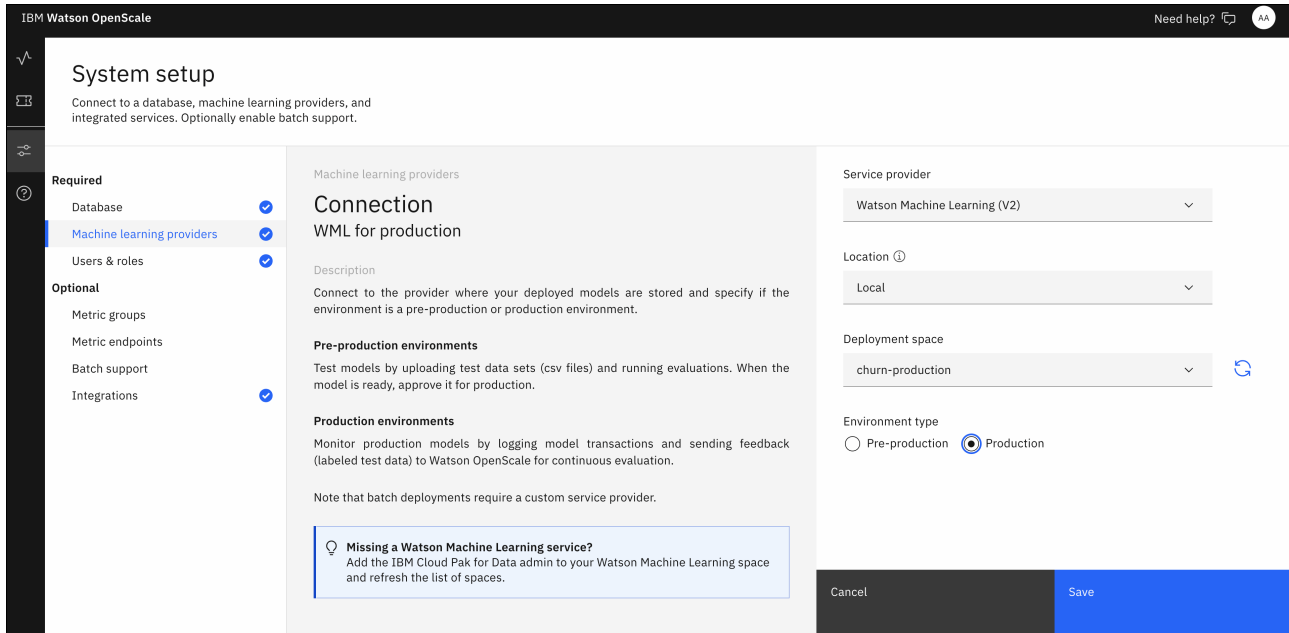 IBM Watson OpenScale
Need help?
AA
System setup
Connect to a database, machine learning providers, and
integrated services. Optionally enable batch support.
Required
Database
Machine learning providers
Users & roles
Optional
Metric groups
Metric endpoints
Batch support
Integrations
Machine learning providers
Connection
WML for production
Description
Connect to the provider where your deployed models are stored and specify if the
environment is a pre-production or production environment.
Pre-production environments
Test models by uploading test data sets (csv files) and running evaluations. When the
model is ready, approve it for production.
Production environments
Monitor production models by logging model transactions and sending feedback
(labeled test data) to Watson OpenScale for continuous evaluation.
Note that batch deployments require a custom service provider.
Missing a Watson Machine Learning service?
Add the IBM Cloud Pak for Data admin to your Watson Machine Learning space
and refresh the list of spaces.
Service provider
Watson Machine Learning (V2)
Location
Local
Deployment space
churn-production
Environment type
Pre-production
Production
Cancel
Save